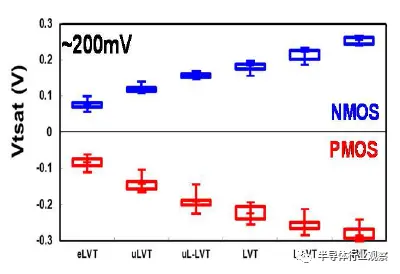 0.3
~200mV
0.2
0.1
NMOS
0
PMOS
-0.1
-0.2
-0.3
Vtsat (V)
eLVT uLVT uL-LVT LVT
半导体行业观察